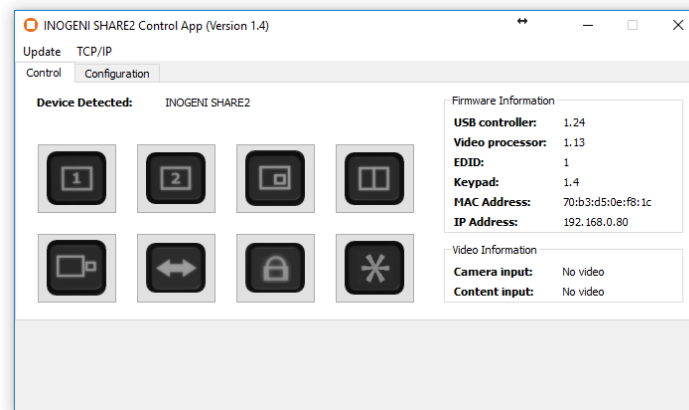 INOGENI SHARE2 Control App (Version 1.4)
Update TCP/IP
Control Configuration
Device Detected: INOGENI SHARE2
1 2
Firmware Information
USB controller: 1.24
Video processor: 1.13
EDID: 1
Keypad: 1.4
MAC Address: 70:b3:d5:0e:f8:1c
IP Address: 192.168.0.80
Video Information
Camera input: No video
Content input: No video